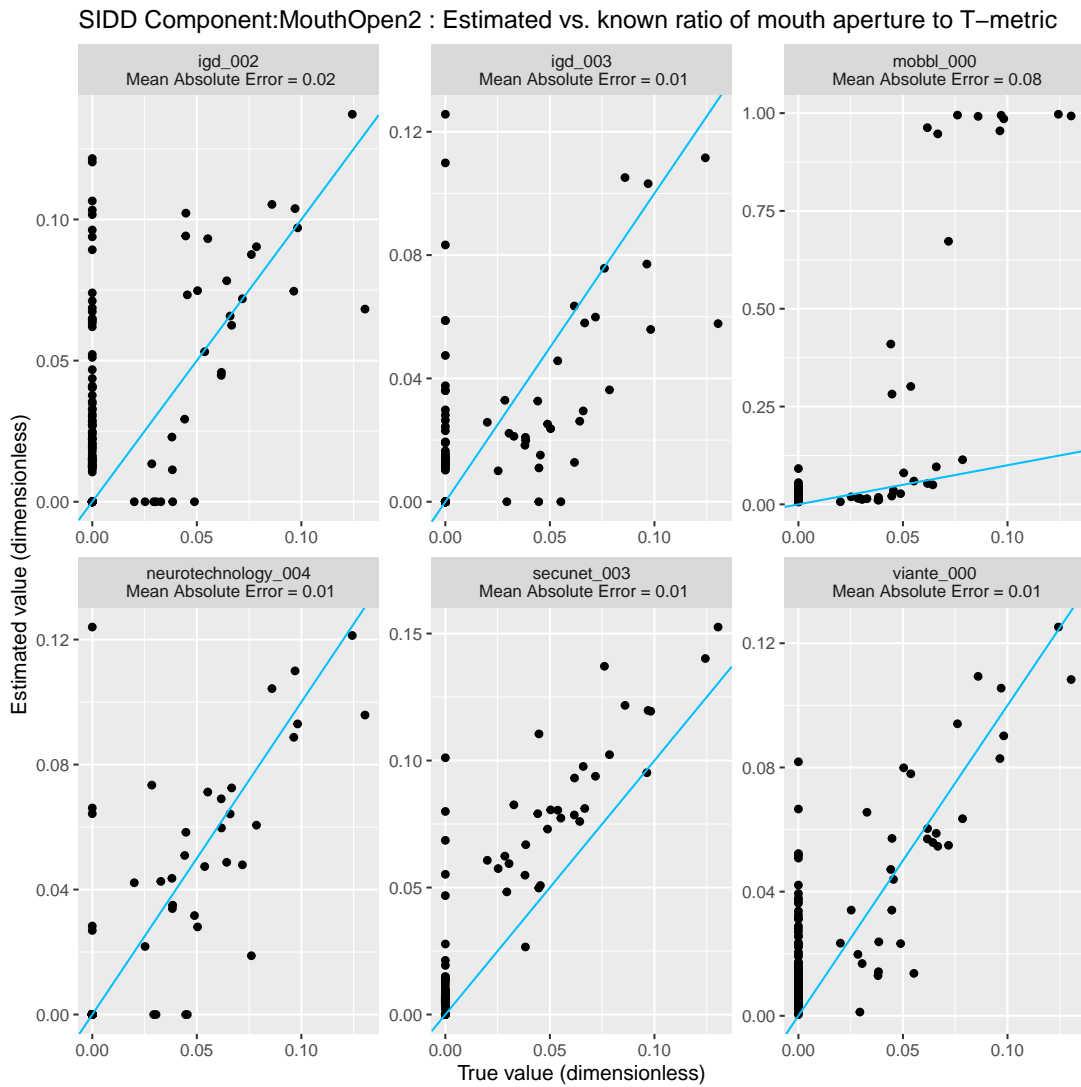 SIDD Component:MouthOpen2 : Estimated vs. known ratio of mouth aperture to T−metric
igd_002
Mean Absolute Error = 0.02
igd_003
Mean Absolute Error = 0.01
mobbl_000
Mean Absolute Error = 0.08
0.10
0.05
0.00
0.12
0.08
0.04
0.00
1.00
0.75
0.50
0.25
0.00
0.00 0.05 0.10
0.00 0.05 0.10
0.00 0.05 0.10
neurotechnology_004
Mean Absolute Error = 0.01
secunet_003
Mean Absolute Error = 0.01
viante_000
Mean Absolute Error = 0.01
0.12
0.08
0.04
0.00
0.15
0.10
0.05
0.00
0.12
0.08
0.04
0.00
0.00 0.05 0.10
0.00 0.05 0.10
0.00 0.05 0.10
Estimated value (dimensionless)
True value (dimensionless)